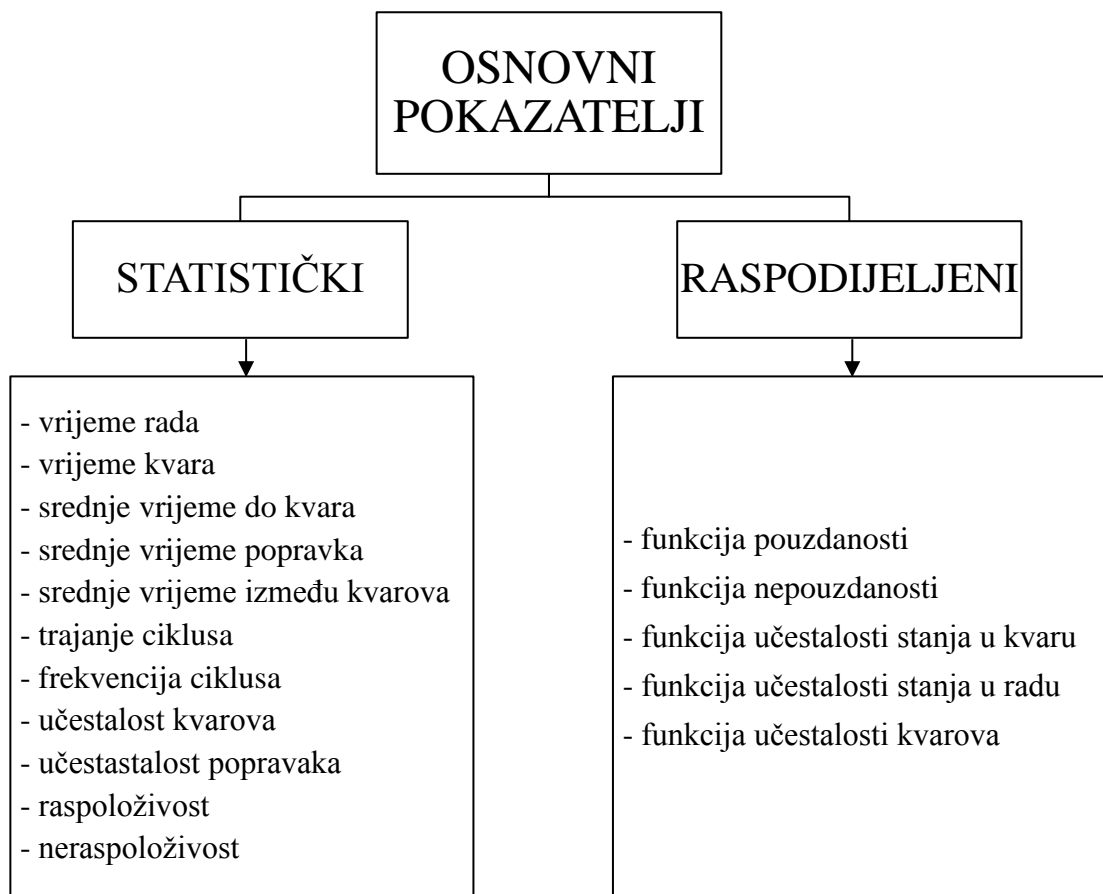 OSNOVNI
POKAZATELJI
STATISTIČKI
RASPODIJELJENI
- vrijeme rada
- vrijeme kvara
- srednje vrijeme do kvara
- srednje vrijeme popravka
- srednje vrijeme između kvarova
- trajanje ciklusa
- frekvencija ciklusa
- učestalost kvarova
- učestastalost popravaka
- raspoloživost
- neraspoloživost
- funkcija pouzdanosti
- funkcija nepouzdanosti
- funkcija učestalosti stanja u kvaru
- funkcija učestalosti stanja u radu
- funkcija učestalosti kvarova